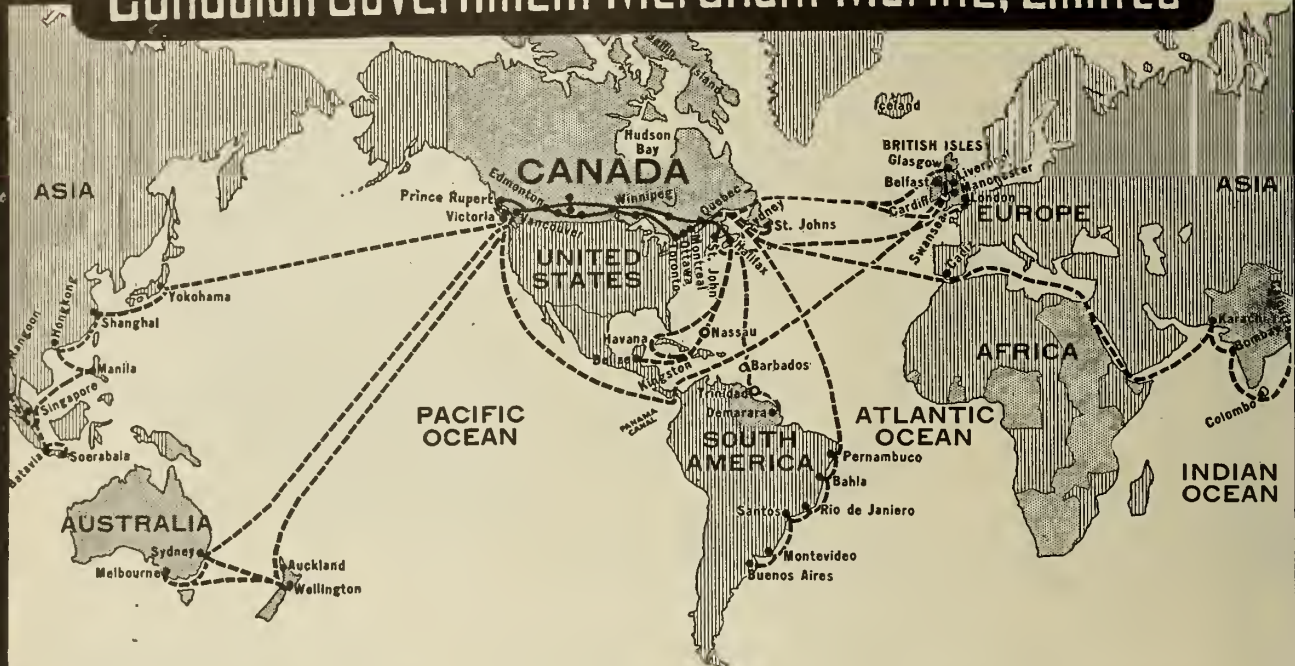 Canadian Government Merchant Marine, Limited
Baffin Island
Iceland
Hudson
Bay
BRITISH ISLES
Glasgow
Liverpool
Belfast
Manchester
London
Cardiff
Swansea
CANADA
ASIA
ASIA
EUROPE
Prince Rupert
Edmonton
Winnipeg
Quebec
Sydney
Victoria
Vancouver
St. Johns
Halifax
St. John
Montreal
Ottawa
Toronto
UNITED
STATES
Cadiz
Yokohama
Hongkong
Shanghai
Rangoon
Manila
Singapore
Batavia
Soerabaia
Nassau
Havana
Belize
Kingston
Barbados
Trinidad
Demarara
PANAMA
CANAL
Karachi
Bombay
Colombo
AFRICA
PACIFIC
OCEAN
ATLANTIC
OCEAN
SOUTH
AMERICA
Pernambuco
Bahia
INDIAN
OCEAN
Santos
Rio de Janiero
Montevideo
Buenos Aires
AUSTRALIA
Sydney
Melbourne
Auckland
Wellington